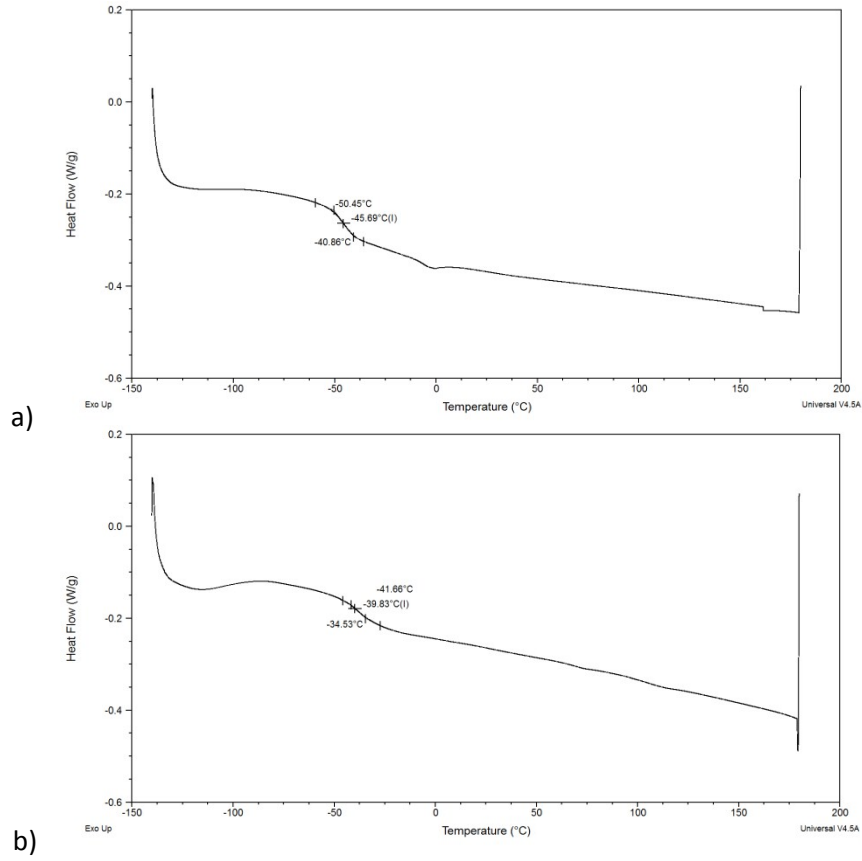 0.2
0.0
-0.2
-0.4
-0.6
Heat Flow (W/g)
-50.45°C
-45.69°C(I)
-40.86°C
-150
-100
-50
0
50
100
150
200
Exo Up
Temperature (°C)
Universal V4.5A
a)
0.2
0.0
-0.2
-0.4
-0.6
Heat Flow (W/g)
-41.66°C
-39.83°C(I)
-34.53°C
-150
-100
-50
0
50
100
150
200
Exo Up
Temperature (°C)
Universal V4.5A
b)